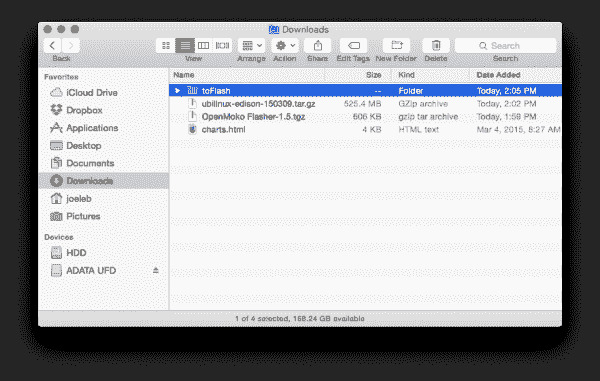 Downloads
Back View Arrange Action Share Edit Tags New Folder Delete Search
Search
Favorites
iCloud Drive
Dropbox
Applications
Desktop
Documents
Downloads
joeleb
Pictures
Devices
HDD
ADATA UFD
Name Size Kind Date Added
toFlash -- Folder Today, 2:05 PM
ubilinux-edison-150309.tar.gz 525.4 MB GZip archive Today, 2:02 PM
OpenMoko Flasher-1.5.tgz 606 KB gzip tar archive Today, 1:59 PM
charts.html 4 KB HTML text Mar 4, 2015, 8:27 AM
1 of 4 selected, 168.24 GB available